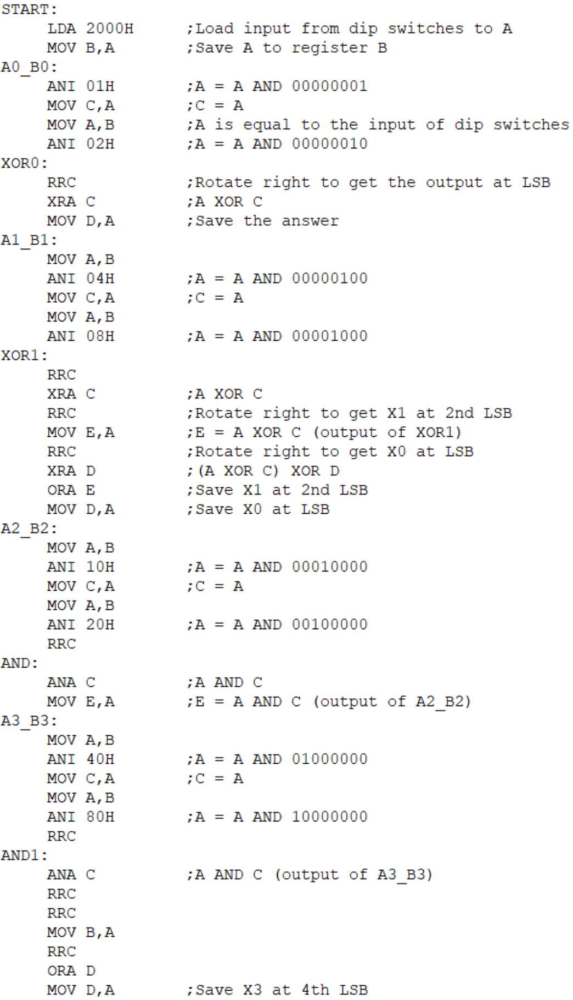 START:
LDA 2000H ;Load input from dip switches to A
MOV B,A ;Save A to register B
A0_B0:
ANI 01H ;A = A AND 00000001
MOV C,A ;C = A
MOV A,B ;A is equal to the input of dip switches
ANI 02H ;A = A AND 00000010
XOR0:
RRC ;Rotate right to get the output at LSB
XRA C ;A XOR C
MOV D,A ;Save the answer
A1_B1:
MOV A,B
ANI 04H ;A = A AND 00000100
MOV C,A ;C = A
MOV A,B
ANI 08H ;A = A AND 00001000
XOR1:
RRC
XRA C ;A XOR C
RRC ;Rotate right to get X1 at 2nd LSB
MOV E,A ;E = A XOR C (output of XOR1)
RRC ;Rotate right to get X0 at LSB
XRA D ;(A XOR C) XOR D
ORA E ;Save X1 at 2nd LSB
MOV D,A ;Save X0 at LSB
A2_B2:
MOV A,B
ANI 10H ;A = A AND 00010000
MOV C,A ;C = A
MOV A,B
ANI 20H ;A = A AND 00100000
RRC
AND:
ANA C ;A AND C
MOV E,A ;E = A AND C (output of A2_B2)
A3_B3:
MOV A,B
ANI 40H ;A = A AND 01000000
MOV C,A ;C = A
MOV A,B
ANI 80H ;A = A AND 10000000
RRC
AND1:
ANA C ;A AND C (output of A3_B3)
RRC
RRC
MOV B,A
RRC
ORA D
MOV D,A ;Save X3 at 4th LSB